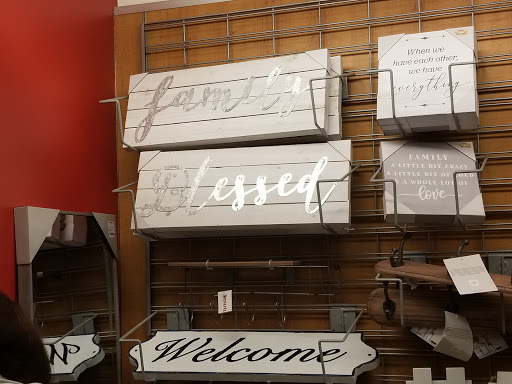 family
When we
have each other,
we have
everything
Blessed
FAMILY
A LITTLE BIT CRAZY
A LITTLE BIT OF LOUD
& A WHOLE LOT OF
love
Welcome